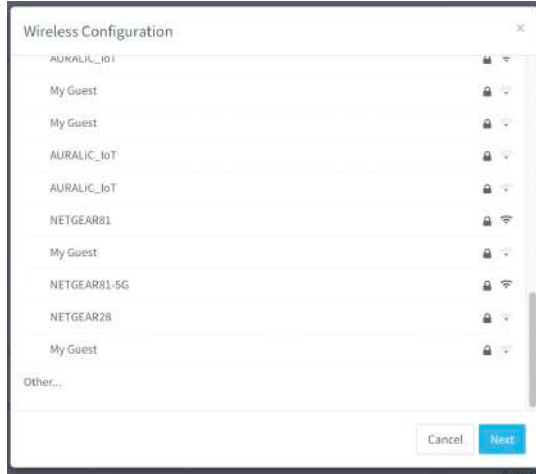 Wireless Configuration
AURALiC_IoT
My Guest
My Guest
AURALiC_IoT
AURALiC_IoT
NETGEAR81
My Guest
NETGEAR81-5G
NETGEAR28
My Guest
Other...
Cancel Next